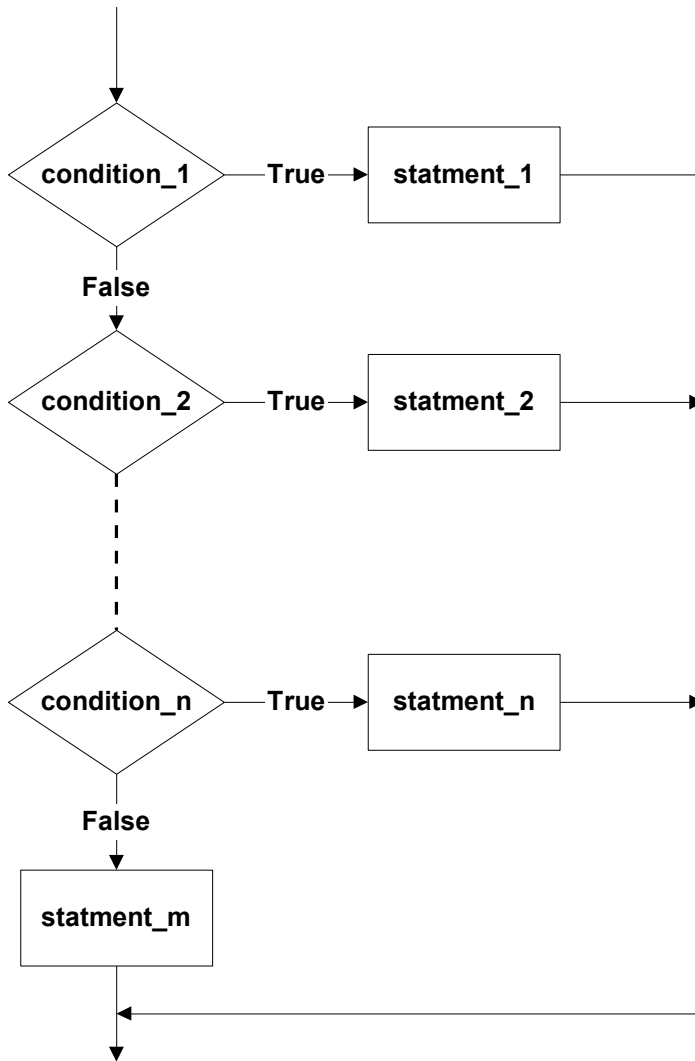 condition_1
True
statment_1
False
condition_2
True
statment_2
condition_n
True
statment_n
False
statment_m